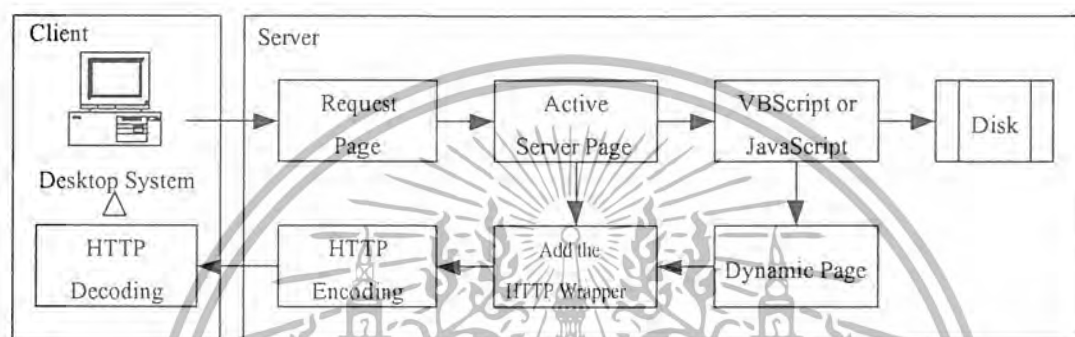 Client
Server
Request
Page
Active
Server Page
VBScript or
JavaScript
Disk
Desktop System
HTTP
Decoding
HTTP
Encoding
Add the
HTTP Wrapper
Dynamic Page